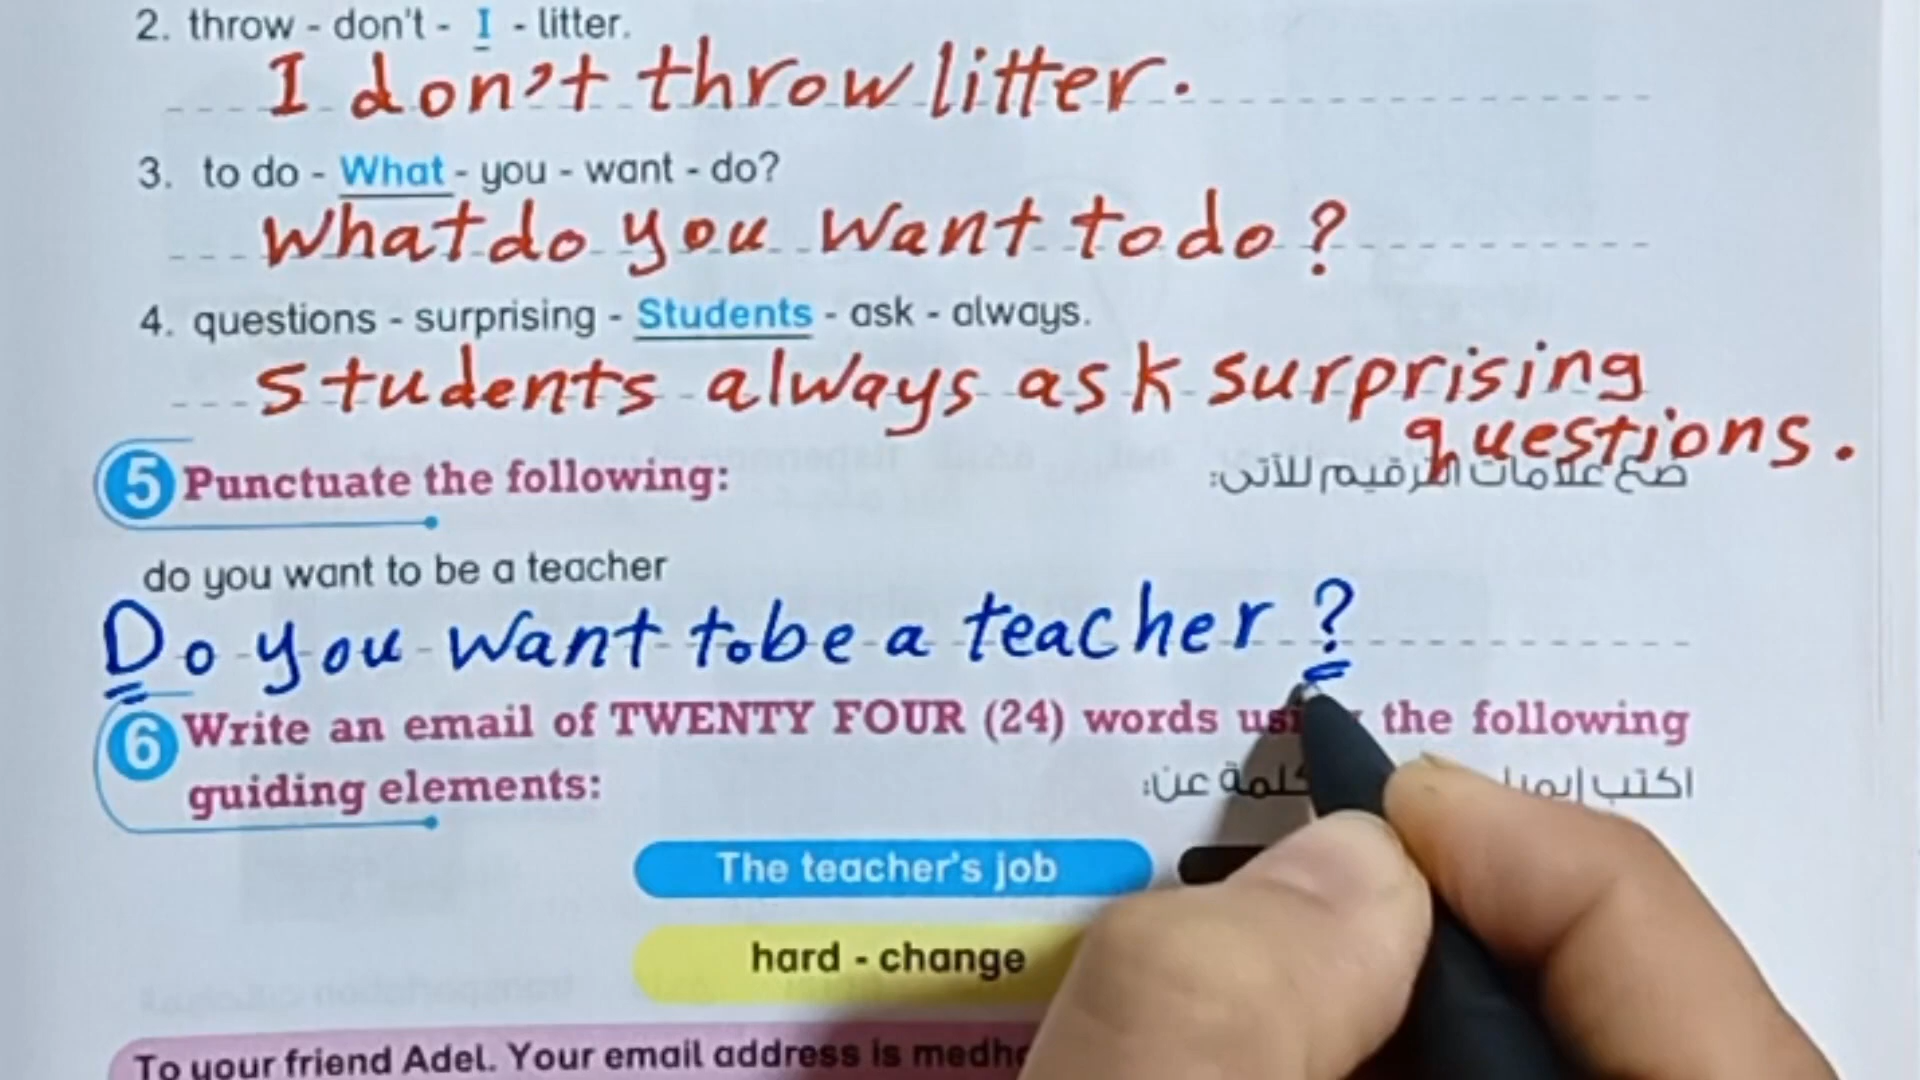 2. throw - don't - I - litter.
I don't throw litter.
3. to do - What - you - want - do?
What do you want to do?
4. questions - surprising - Students - ask - always.
Students always ask surprising
questions.
5 Punctuate the following:
ضع علامات الترقيم للآتى:
do you want to be a teacher
Do you want to be a teacher ?
6 Write an email of TWENTY FOUR (24) words the following
guiding elements:
اكتب كلمة عن:
The teacher's job
hard - change
To your friend Adel. Your email address is